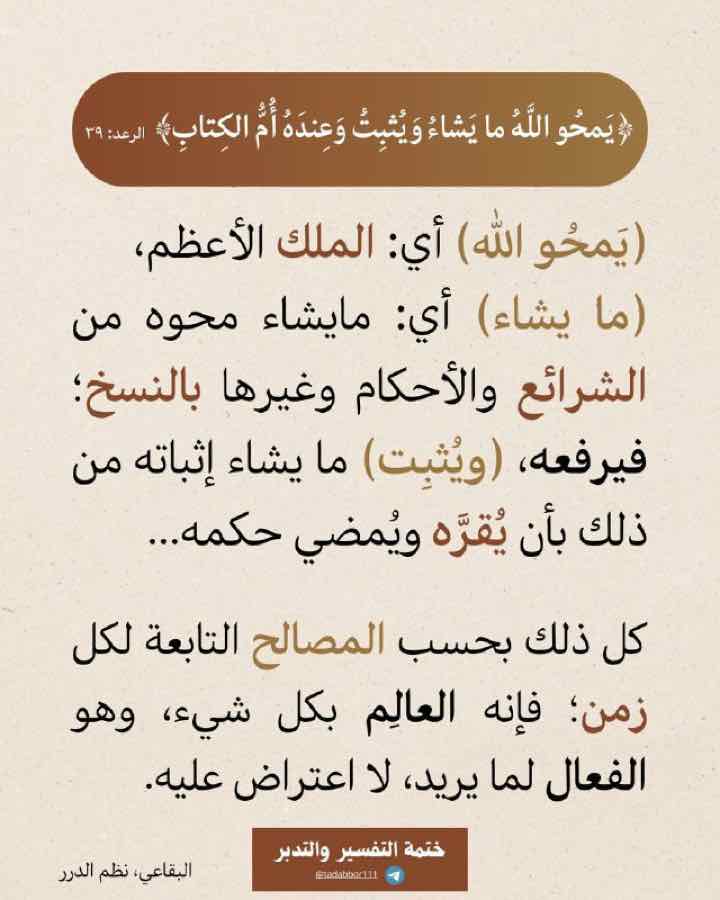 ﴿يَمحُو اللَّهُ ما يَشاءُ وَيُثبِتُ وَعِندَهُ أُمُّ الكِتابِ﴾ الرعد: ٣٩
(يَمحُو الله) أي: الملك الأعظم،
(ما يشاء) أي: مايشاء محوه من
الشرائع والأحكام وغيرها بالنسخ؛
فيرفعه، (ويُثبِت) ما يشاء إثباته من
ذلك بأن يُقرَّه ويُمضي حكمه...
كل ذلك بحسب المصالح التابعة لكل
زمن؛ فإنه العالِم بكل شيء، وهو
الفعال لما يريد، لا اعتراض عليه.
ختمة التفسير والتدبر
@tadabbor111
البقاعي، نظم الدرر